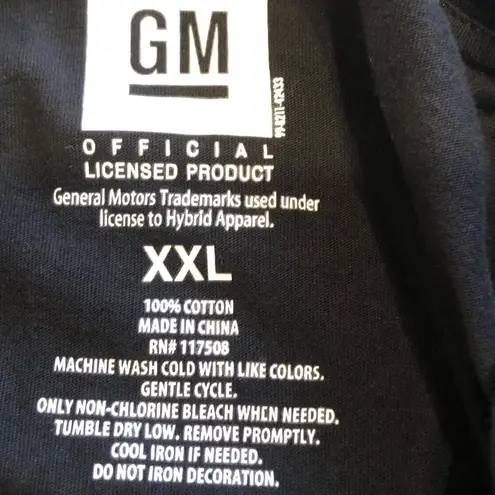 GM
OFFICIAL
LICENSED PRODUCT
General Motors Trademarks used under
license to Hybrid Apparel.
XXL
100% COTTON
MADE IN CHINA
RN# 117508
MACHINE WASH COLD WITH LIKE COLORS.
GENTLE CYCLE.
ONLY NON-CHLORINE BLEACH WHEN NEEDED.
TUMBLE DRY LOW. REMOVE PROMPTLY.
COOL IRON IF NEEDED.
DO NOT IRON DECORATION.